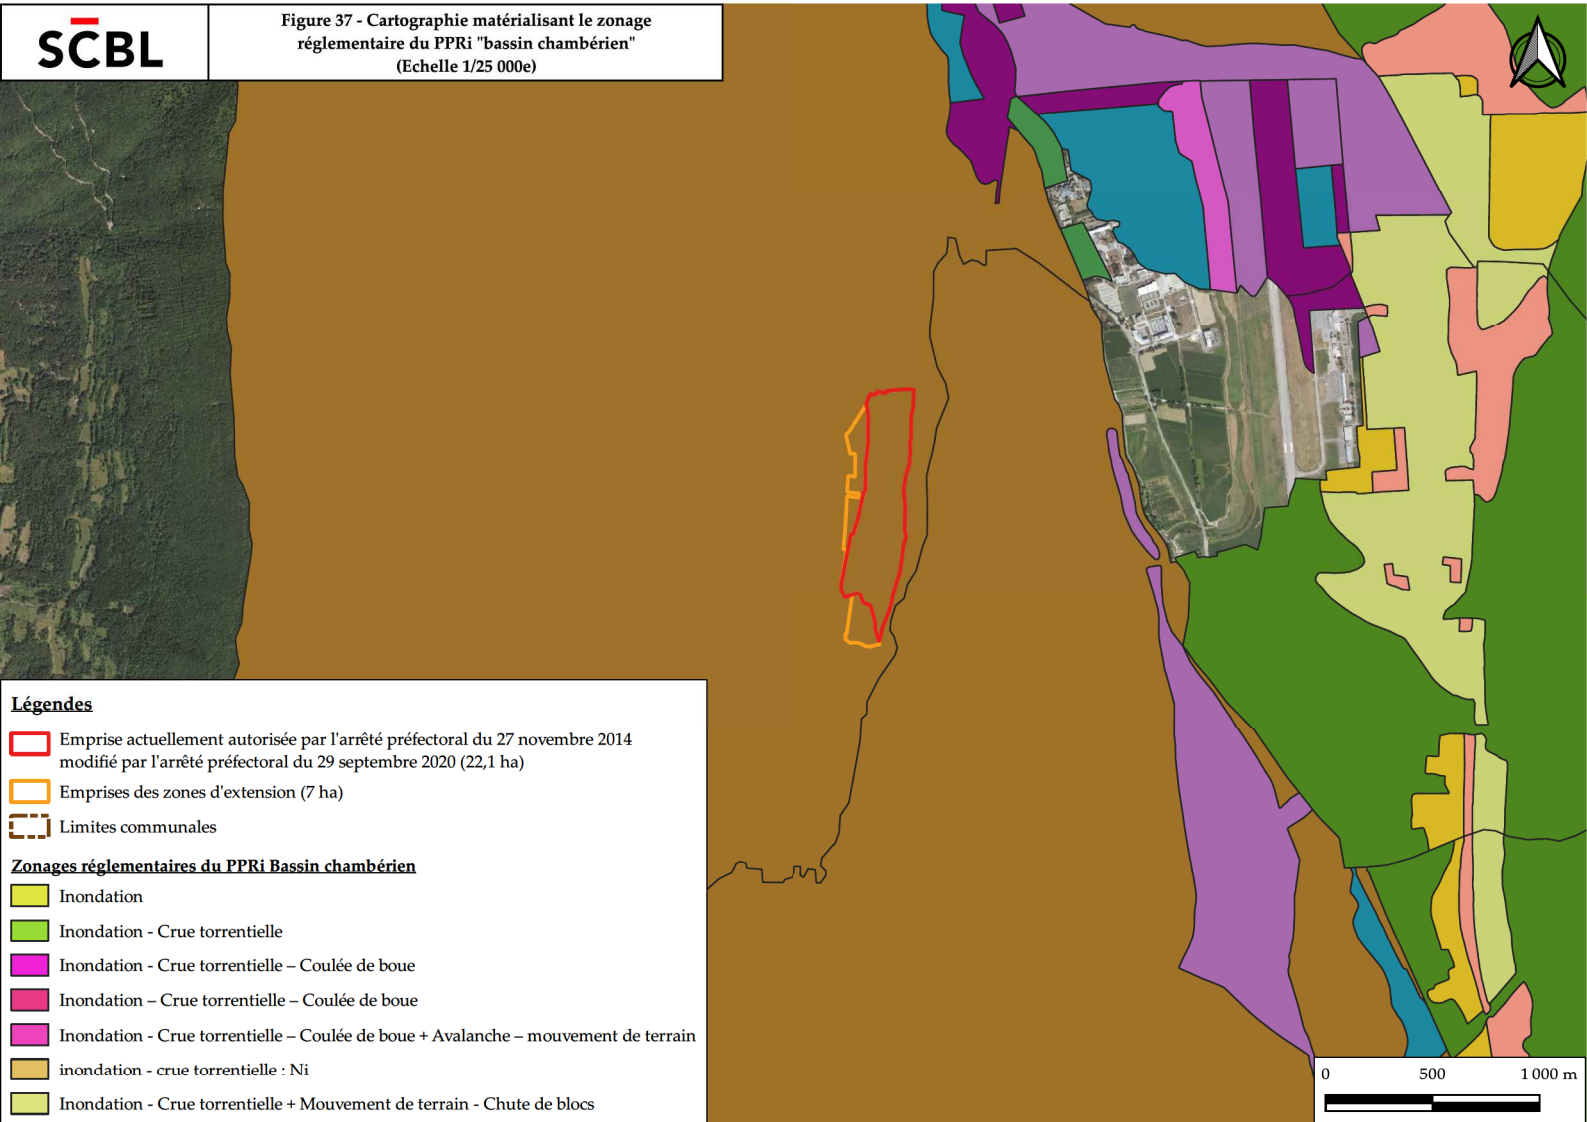 SCBL
Figure 37 - Cartographie matérialisant le zonage
réglementaire du PPRi "bassin chambérien"
(Echelle 1/25 000e)
Légendes
Emprise actuellement autorisée par l'arrêté préfectoral du 27 novembre 2014
modifié par l'arrêté préfectoral du 29 septembre 2020 (22,1 ha)
Emprises des zones d'extension (7 ha)
Limites communales
Zonages réglementaires du PPRi Bassin chambérien
Inondation
Inondation - Crue torrentielle
Inondation - Crue torrentielle – Coulée de boue
Inondation – Crue torrentielle – Coulée de boue
Inondation - Crue torrentielle – Coulée de boue + Avalanche – mouvement de terrain
inondation - crue torrentielle : Ni
Inondation - Crue torrentielle + Mouvement de terrain - Chute de blocs
0 500 1 000 m